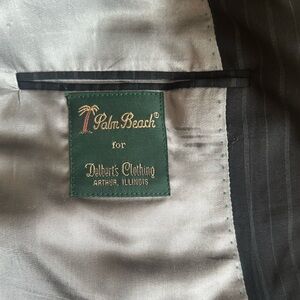 Palm Beach®
for
Delbert's Clothing
ARTHUR, ILLINOIS